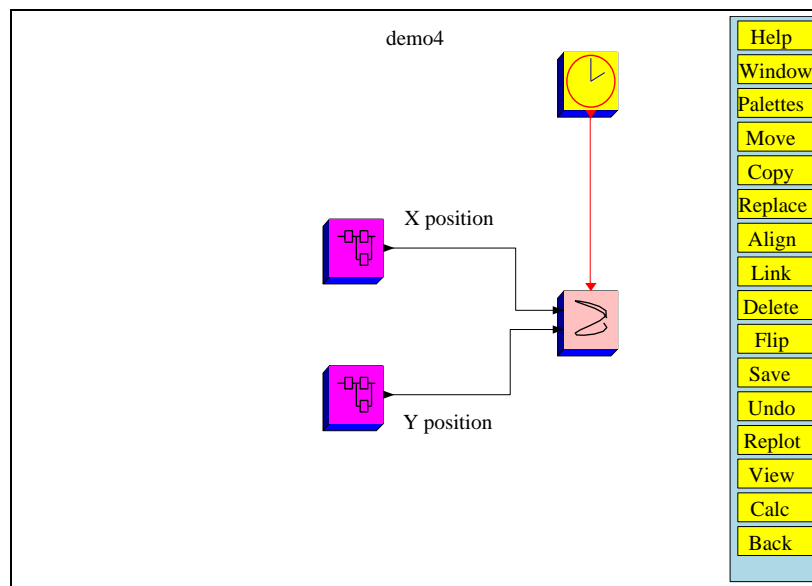 demo4
X position
Y position
Help
Window
Palettes
Move
Copy
Replace
Align
Link
Delete
Flip
Save
Undo
Replot
View
Calc
Back